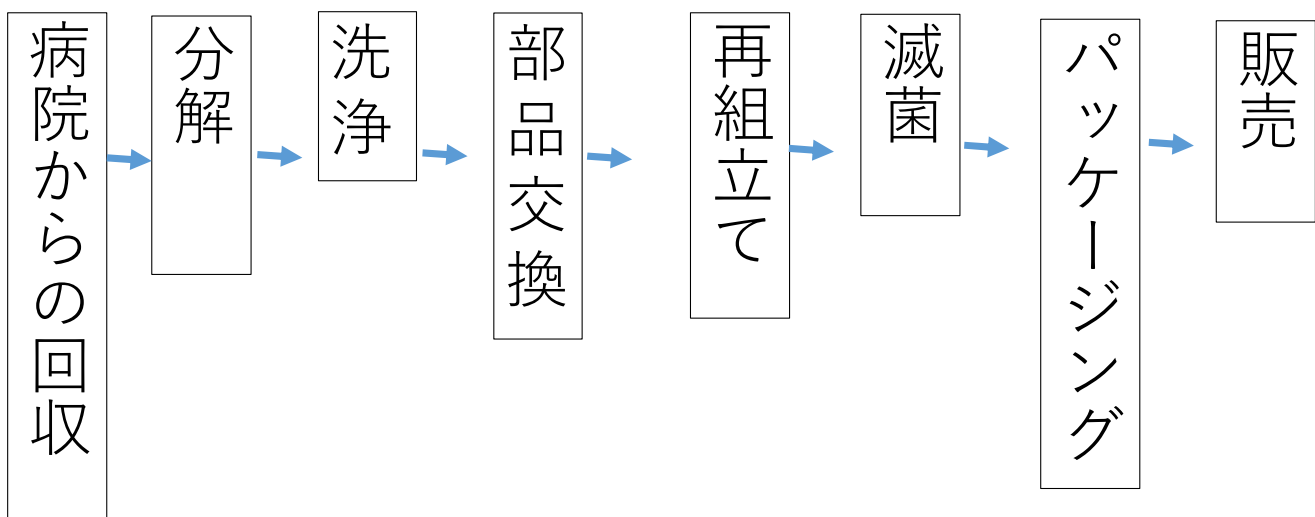 病院からの回収
分解
洗浄
部品交換
再組立て
滅菌
パッケージング
販売